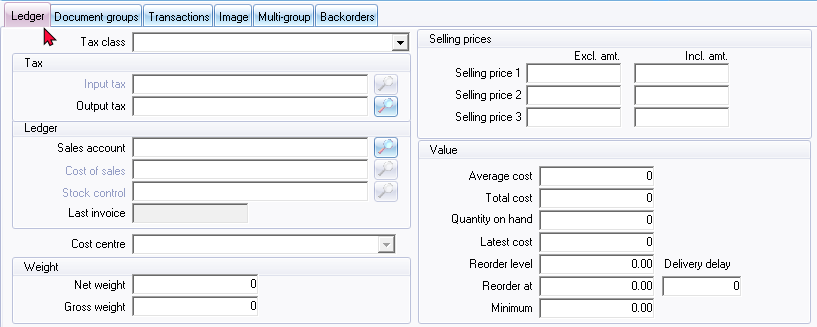 Ledger Document groups Transactions Image Multi-group Backorders
Tax class
Tax
Input tax
Output tax
Ledger
Sales account
Cost of sales
Stock control
Last invoice
Cost centre
Weight
Net weight 0
Gross weight 0
Selling prices
Excl. amt. Incl. amt.
Selling price 1
Selling price 2
Selling price 3
Value
Average cost 0
Total cost 0
Quantity on hand 0
Latest cost 0
Reorder level 0.00 Delivery delay
Reorder at 0.00 0
Minimum 0.00